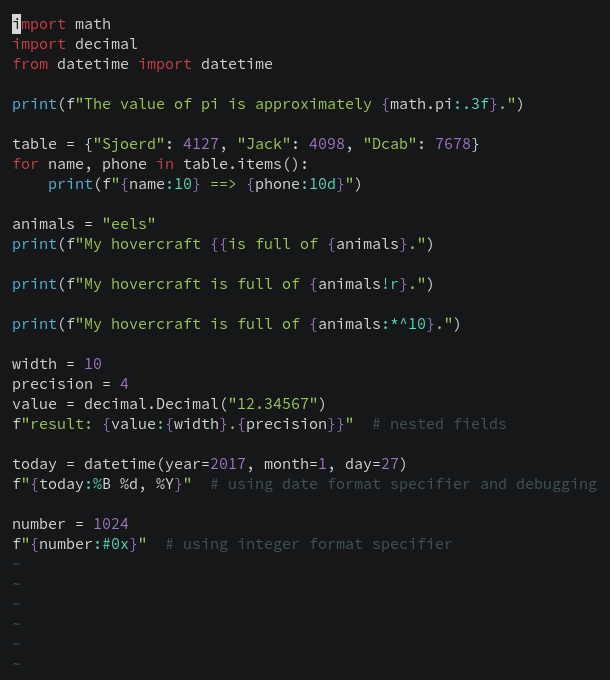 import math
import decimal
from datetime import datetime

print(f"The value of pi is approximately {math.pi:.3f}.")

table = {"Sjoerd": 4127, "Jack": 4098, "Dcab": 7678}
for name, phone in table.items():
    print(f"{name:10} ==> {phone:10d}")

animals = "eels"
print(f"My hovercraft {{is full of {animals}.")

print(f"My hovercraft is full of {animals!r}.")

print(f"My hovercraft is full of {animals:*^10}.")

width = 10
precision = 4
value = decimal.Decimal("12.34567")
f"result: {value:{width}.{precision}}"  # nested fields

today = datetime(year=2017, month=1, day=27)
f"{today:%B %d, %Y}"  # using date format specifier and debugging

number = 1024
f"{number:#0x}"  # using integer format specifier
~
~
~
~
~
~